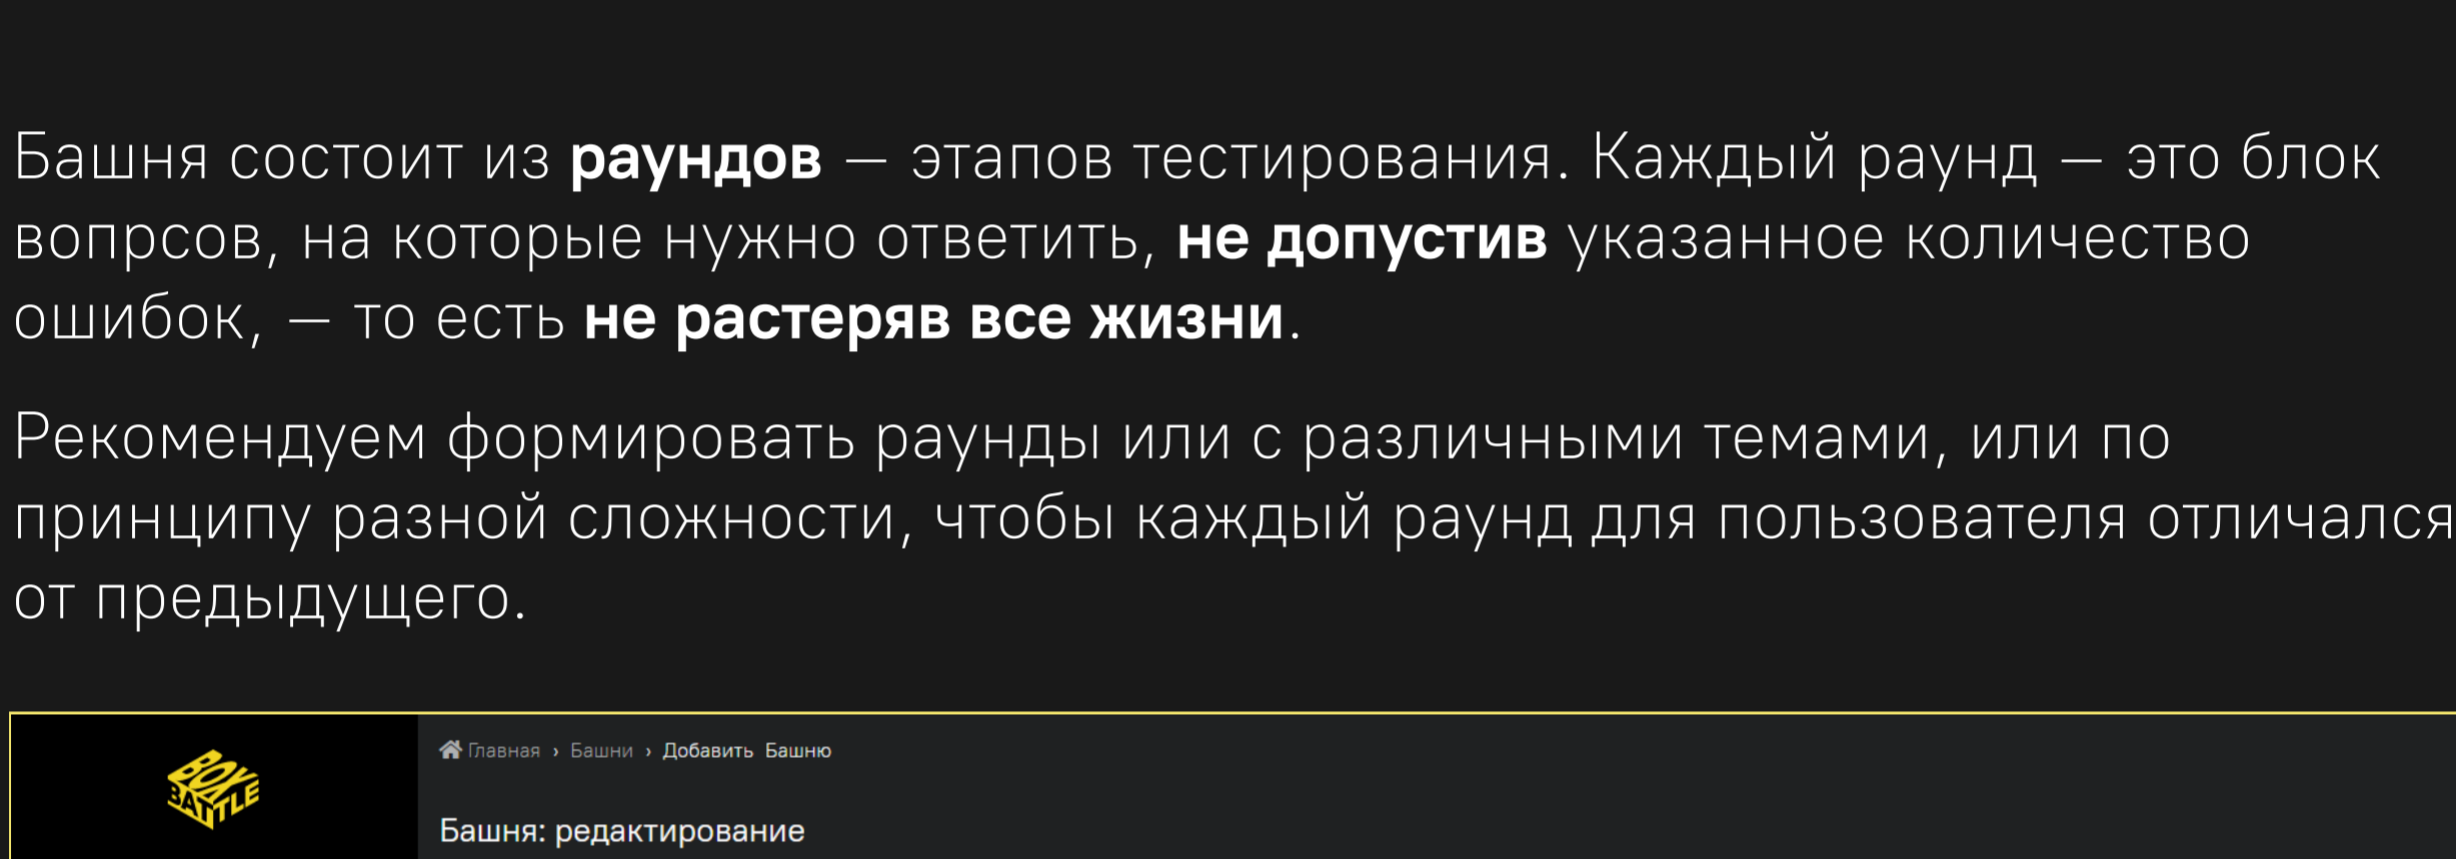 Башня состоит из раундов — этапов тестирования. Каждый раунд — это блок
вопрсов, на которые нужно ответить, не допустив указанное количество
ошибок, — то есть не растеряв все жизни.
Рекомендуем формировать раунды или с различными темами, или по
принципу разной сложности, чтобы каждый раунд для пользователя отличался
от предыдущего.
Главная › Башни › Добавить Башню
BOX
BATTLE
Башня: редактирование